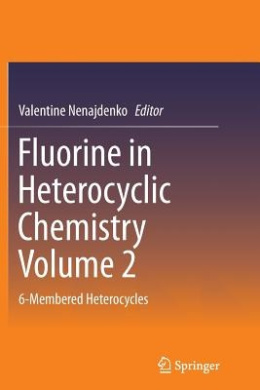 Valentine Nenajdenko Editor
Fluorine in
Heterocyclic
Chemistry
Volume 2
6-Membered Heterocycles
Springer